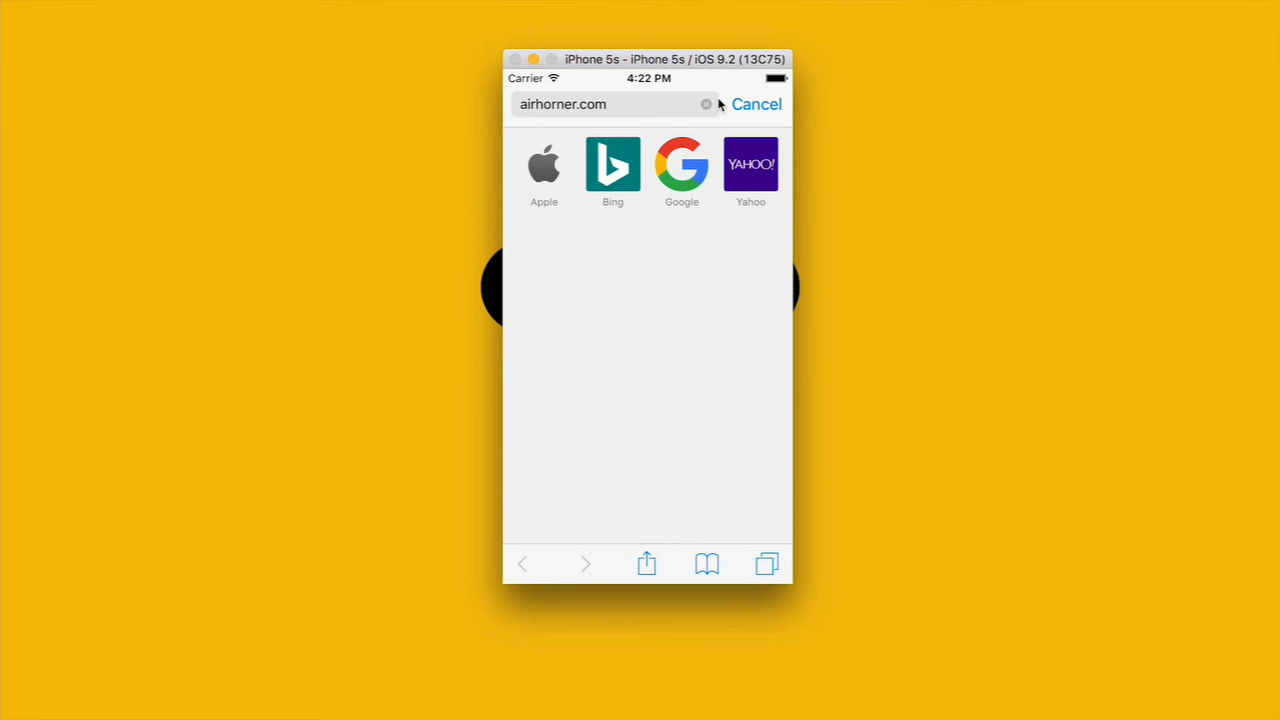 iPhone 5s - iPhone 5s / iOS 9.2 (13C75)
Carrier 4:22 PM
airhorner.com Cancel
YAHOO!
Apple Bing Google Yahoo